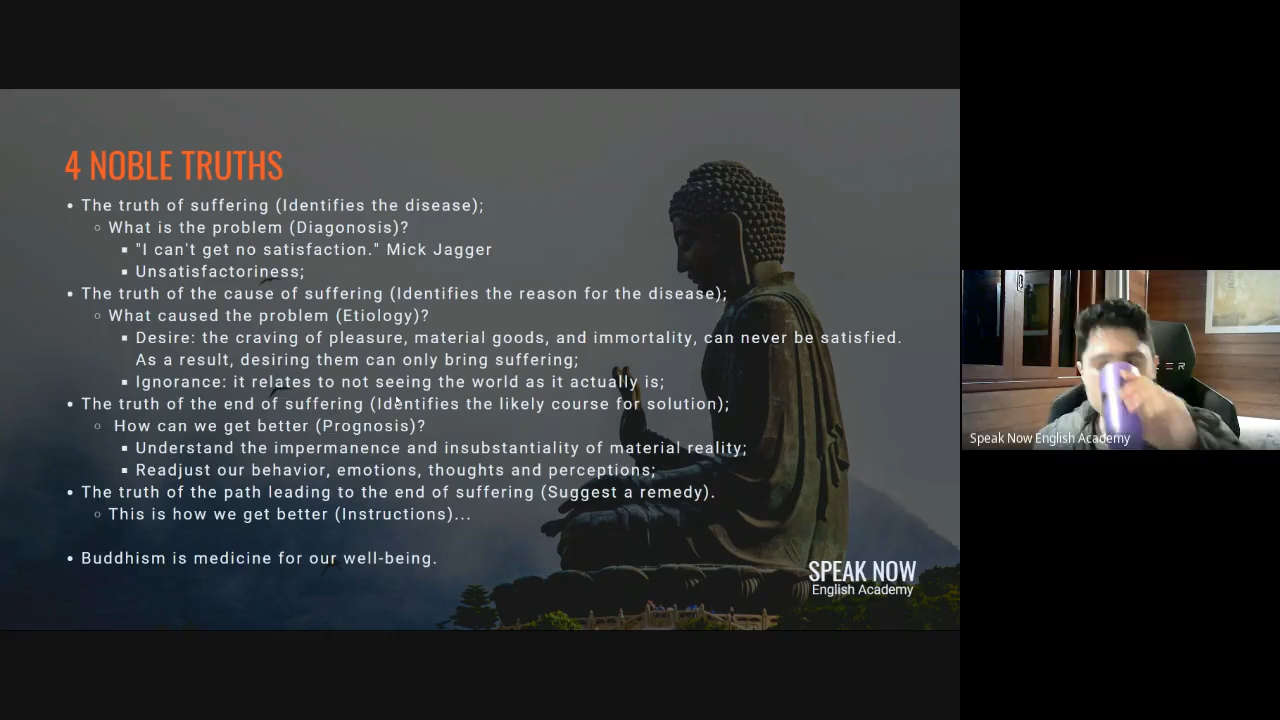 4 NOBLE TRUTHS
• The truth of suffering (Identifies the disease);
○ What is the problem (Diagonosis)?
▪ "I can't get no satisfaction." Mick Jagger
▪ Unsatisfactoriness;
• The truth of the cause of suffering (Identifies the reason for the disease);
○ What caused the problem (Etiology)?
▪ Desire: the craving of pleasure, material goods, and immortality, can never be satisfied.
As a result, desiring them can only bring suffering;
▪ Ignorance: it relates to not seeing the world as it actually is;
• The truth of the end of suffering (Identifies the likely course for solution);
○ How can we get better (Prognosis)?
▪ Understand the impermanence and insubstantiality of material reality;
▪ Readjust our behavior, emotions, thoughts and perceptions;
• The truth of the path leading to the end of suffering (Suggest a remedy).
○ This is how we get better (Instructions)...
• Buddhism is medicine for our well-being.
SPEAK NOW
English Academy
Speak Now English Academy